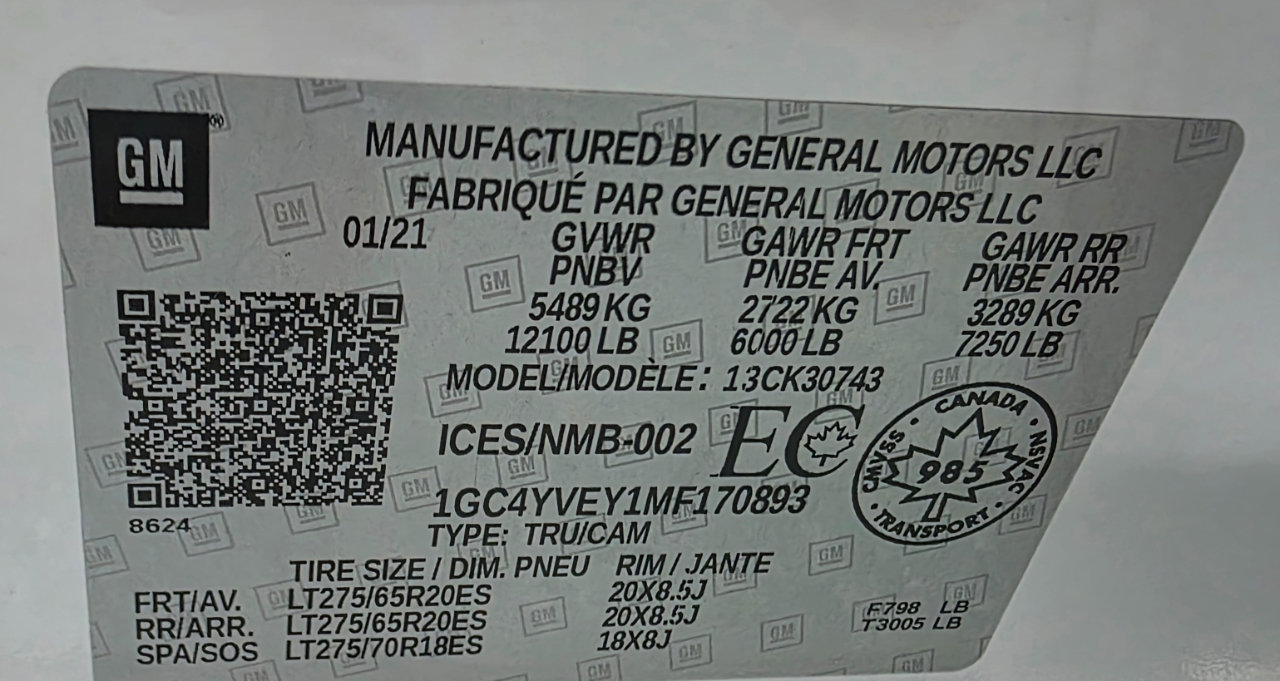 GM
MANUFACTURED BY GENERAL MOTORS LLC
FABRIQUÉ PAR GENERAL MOTORS LLC
01/21 GVWR GAWR FRT GAWR RR
PNBV PNBE AV. PNBE ARR.
5489 KG 2722 KG 3289 KG
12100 LB 6000 LB 7250 LB
MODEL/MODÈLE: 13CK30743
ICES/NMB-002 EC
CANADA
CMVSS NSVAC
985
TRANSPORT
1GC4YVEY1MF170893
8624
TYPE: TRU/CAM
TIRE SIZE / DIM. PNEU RIM / JANTE
FRT/AV. LT275/65R20ES 20X8.5J
RR/ARR. LT275/65R20ES 20X8.5J
SPA/SOS LT275/70R18ES 18X8J
F798 LB
T3005 LB